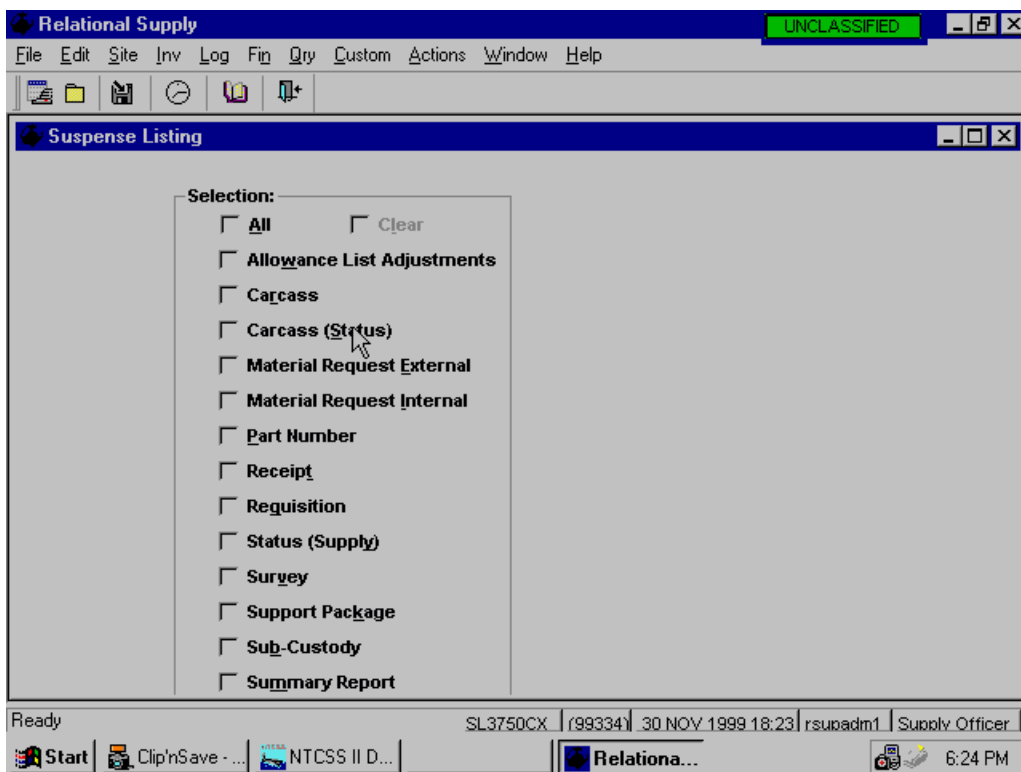 Relational Supply UNCLASSIFIED
File Edit Site Inv Log Fin Qry Custom Actions Window Help
Suspense Listing
Selection:
All Clear
Allowance List Adjustments
Carcass
Carcass (Status)
Material Request External
Material Request Internal
Part Number
Receipt
Requisition
Status (Supply)
Survey
Support Package
Sub-Custody
Summary Report
Ready SL3750CX (99334) 30 NOV 1999 18:23 rsupadm1 Supply Officer
Start Clip'nSave - ... NTCSS II D... Relationa... 6:24 PM